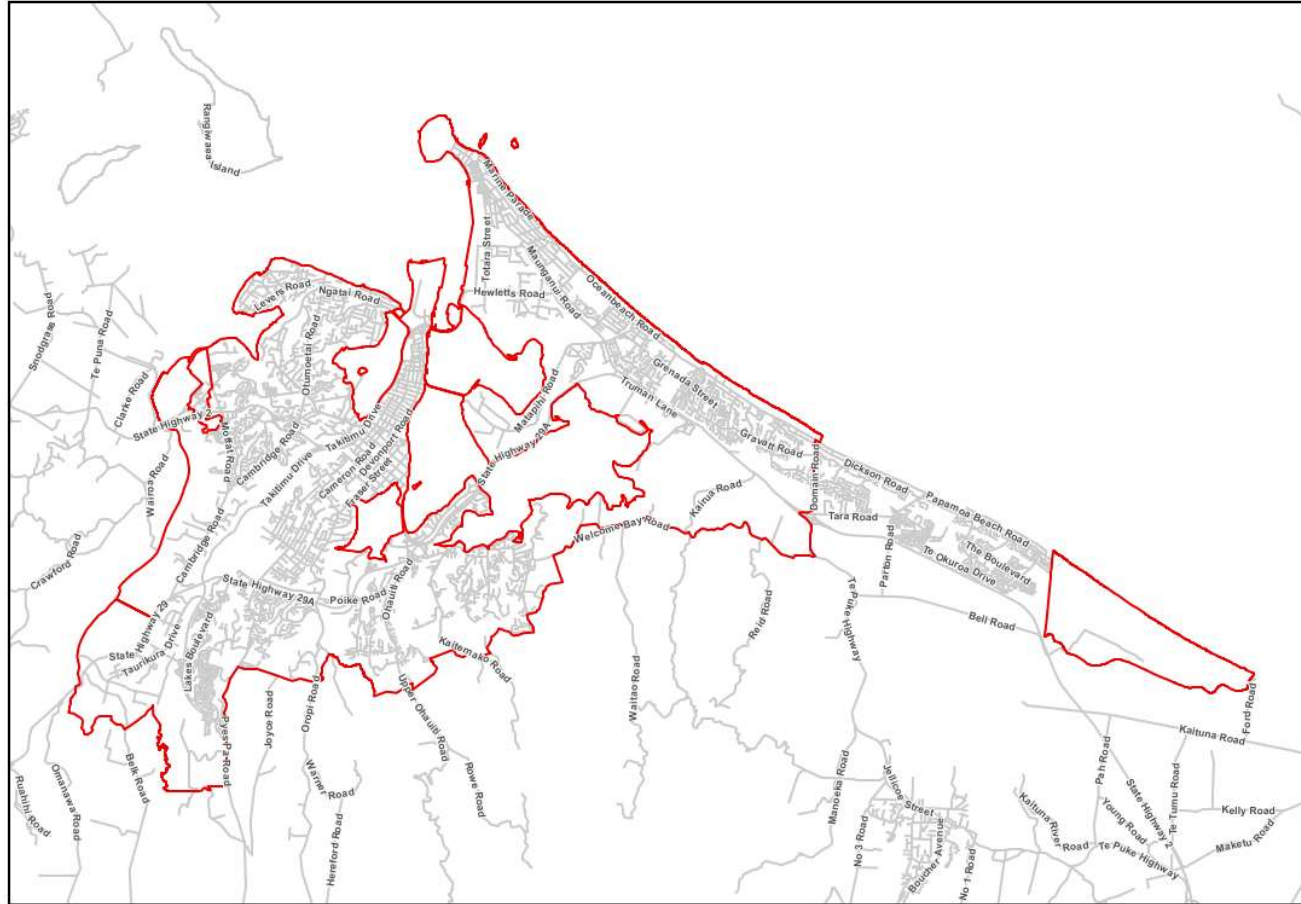 Rangiwaea Island
Marine Parade
Totara Street
Maunganui Road
Hewletts Road
Oceanbeach Road
Levers Road
Ngatai Road
Otumoetai Road
Snodgrass Road
Te Puna Road
Clarke Road
State Highway 2
Moffat Road
Cambridge Road
Takitimu Drive
Takitimu Drive
Cameron Road
Devonport Road
Fraser Street
Matapihi Road
State Highway 29A
Truman Lane
Grenada Street
Gravatt Road
Domain Road
Dickson Road
Papamoa Beach Road
Tara Road
The Boulevard
Te Okuroa Drive
Parton Road
Kairua Road
Welcome Bay Road
Wairoa Road
Crawford Road
Cambridge Road
State Highway 29A
Poike Road
Ohauiti Road
Reid Road
Te Puke Highway
Bell Road
State Highway 29
Taurikura Drive
Lakes Boulevard
Kaitemako Road
Waitao Road
Pyes Pa Road
Joyce Road
Oropi Road
Upper Ohauiti Road
Ford Road
Kaituna Road
Ruahihi Road
Omanawa Road
Belk Road
Warner Road
Hereford Road
Rowe Road
Manoeka Road
No 3 Road
Jellicoe Street
Boucher Avenue
No 1 Road
Kaituna River Road
Pah Road
Young Road
State Highway 2
Te Tumu Road
Te Puke Highway
Kelly Road
Maketu Road